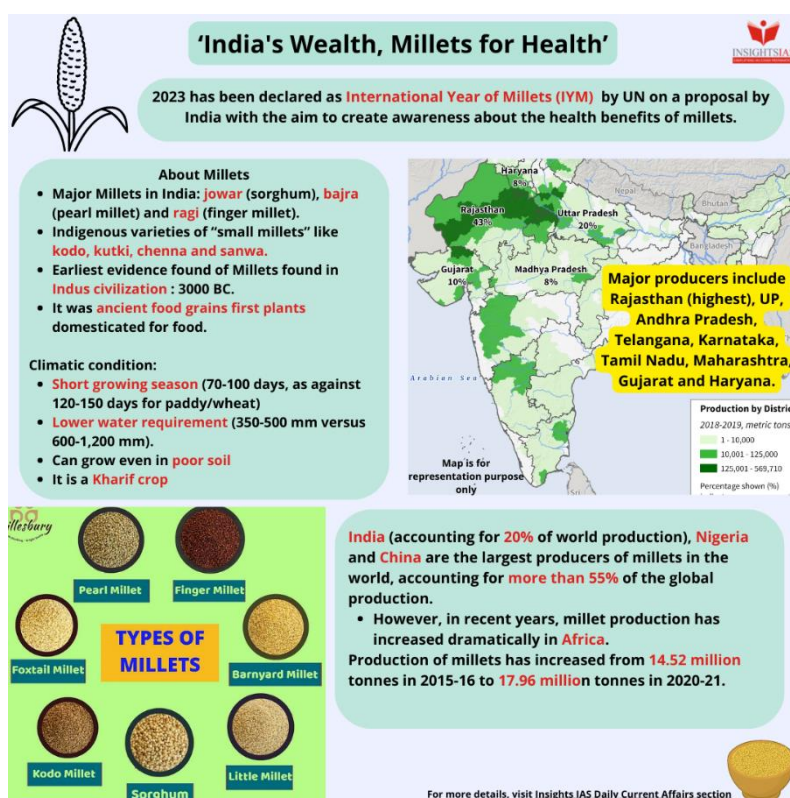 'India's Wealth, Millets for Health'
INSIGHTSIAS
2023 has been declared as International Year of Millets (IYM) by UN on a proposal by
India with the aim to create awareness about the health benefits of millets.
About Millets
• Major Millets in India: jowar (sorghum), bajra
(pearl millet) and ragi (finger millet).
• Indigenous varieties of “small millets” like
kodo, kutki, chenna and sanwa.
• Earliest evidence found of Millets found in
Indus civilization : 3000 BC.
• It was ancient food grains first plants
domesticated for food.
Climatic condition:
• Short growing season (70-100 days, as against
120-150 days for paddy/wheat)
• Lower water requirement (350-500 mm versus
600-1,200 mm).
• Can grow even in poor soil
• It is a Kharif crop
Haryana
8%
Nepal
Bhutan
Rajasthan
43%
Uttar Pradesh
20%
Bangladesh
Gujarat
10%
Madhya Pradesh
8%
Major producers include
Rajasthan (highest), UP,
Andhra Pradesh,
Telangana, Karnataka,
Tamil Nadu, Maharashtra,
Gujarat and Haryana.
Arabian Sea
Map is for
representation purpose
only
Production by Distri
2018-2019, metric tons
1 - 10,000
10,001 - 125,000
125,001 - 569,710
Percentage shown (%)
illesbury
Pearl Millet
Finger Millet
TYPES OF
MILLETS
Foxtail Millet
Barnyard Millet
Kodo Millet
Sorghum
Little Millet
India (accounting for 20% of world production), Nigeria
and China are the largest producers of millets in the
world, accounting for more than 55% of the global
production.
• However, in recent years, millet production has
increased dramatically in Africa.
Production of millets has increased from 14.52 million
tonnes in 2015-16 to 17.96 million tonnes in 2020-21.
For more details, visit Insights IAS Daily Current Affairs section